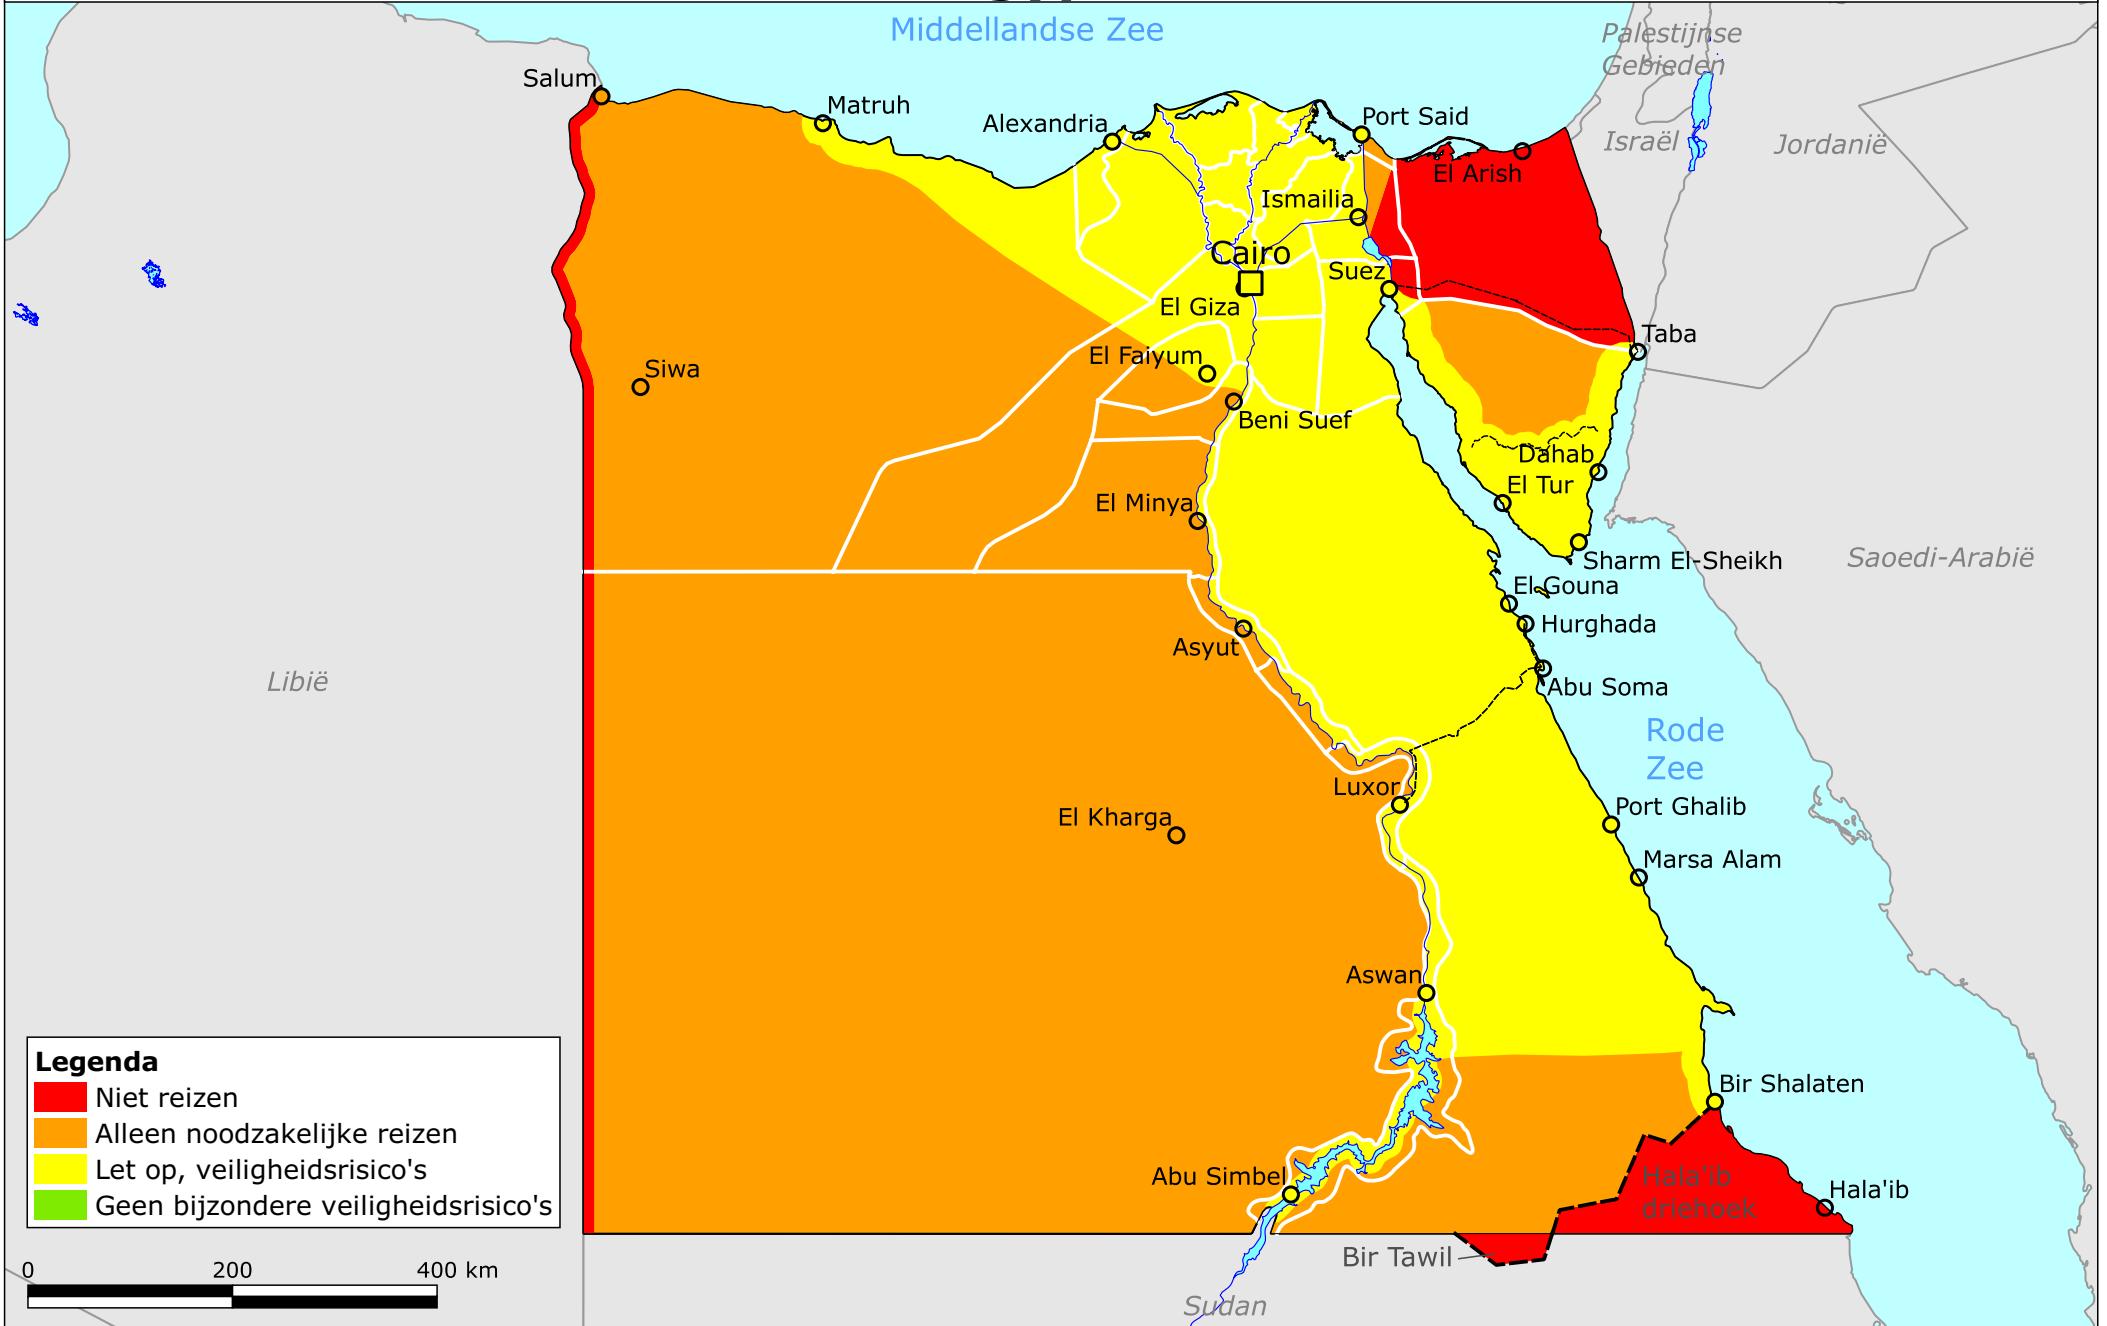 Middellandse Zee
Palestijnse
Gebieden
Salum
Matruh
Alexandria
Port Said
Israël
Jordanië
El Arish
Ismailia
Cairo
Suez
El Giza
Taba
El Faiyum
Siwa
Beni Suef
Dahab
El Tur
El Minya
Sharm El-Sheikh
Saoedi-Arabië
El Gouna
Hurghada
Asyut
Libië
Abu Soma
Rode
Zee
Luxor
Port Ghalib
El Kharga
Marsa Alam
Aswan
Bir Shalaten
Abu Simbel
Hala'ib
driehoek
Hala'ib
Bir Tawil
Sudan
Legenda
Niet reizen
Alleen noodzakelijke reizen
Let op, veiligheidsrisico's
Geen bijzondere veiligheidsrisico's
0 200 400 km